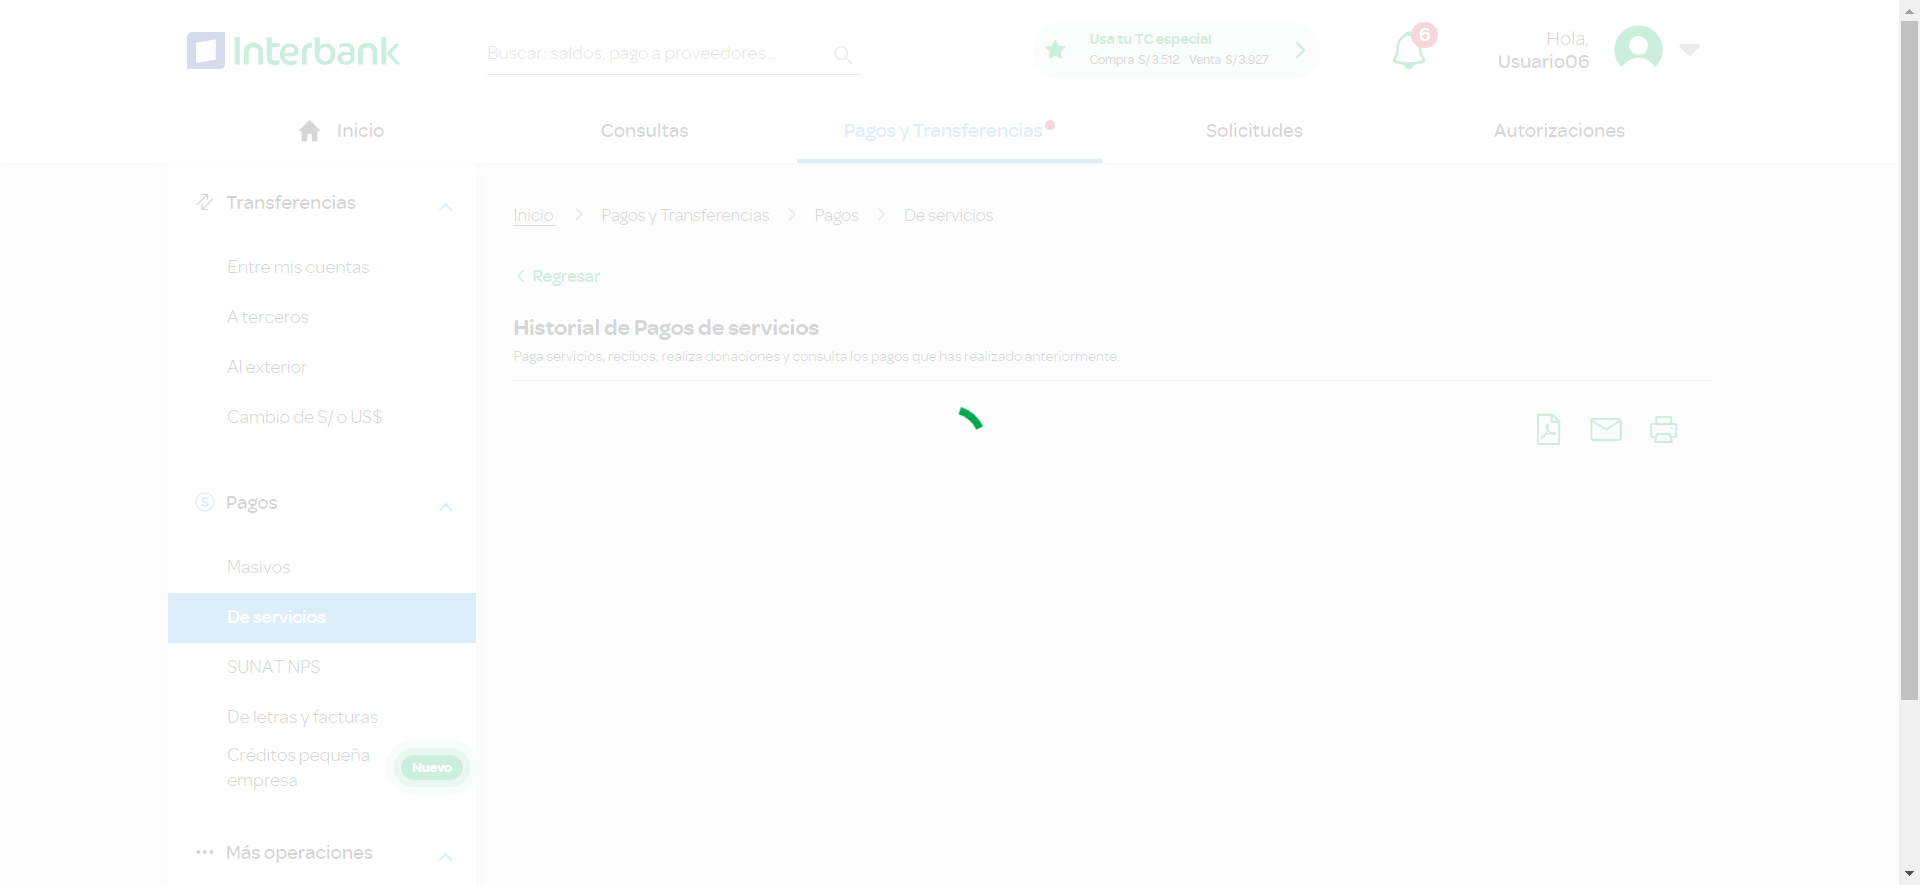 Interbank
Buscar: saldos, pago a proveedores...
Usa tu TC especial
Compra S/3.512 Venta S/3.927
6
Hola,
Usuario06
Inicio
Consultas
Pagos y Transferencias
Solicitudes
Autorizaciones
Transferencias
Entre mis cuentas
A terceros
Al exterior
Cambio de S/ o US$
Pagos
Masivos
De servicios
SUNAT NPS
De letras y facturas
Créditos pequeña
empresa
Nuevo
Más operaciones
Inicio > Pagos y Transferencias > Pagos > De servicios
Regresar
Historial de Pagos de servicios
Paga servicios, recibos, realiza donaciones y consulta los pagos que has realizado anteriormente.